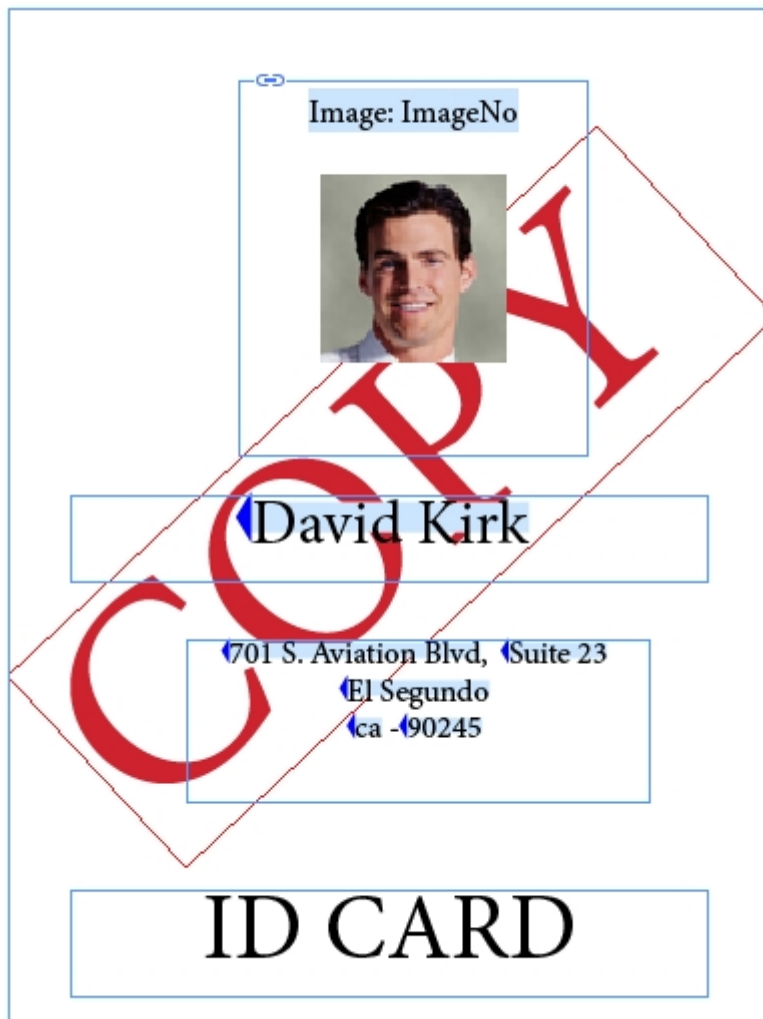 Image: ImageNo
COPY
David Kirk
701 S. Aviation Blvd, Suite 23
El Segundo
ca -90245
ID CARD